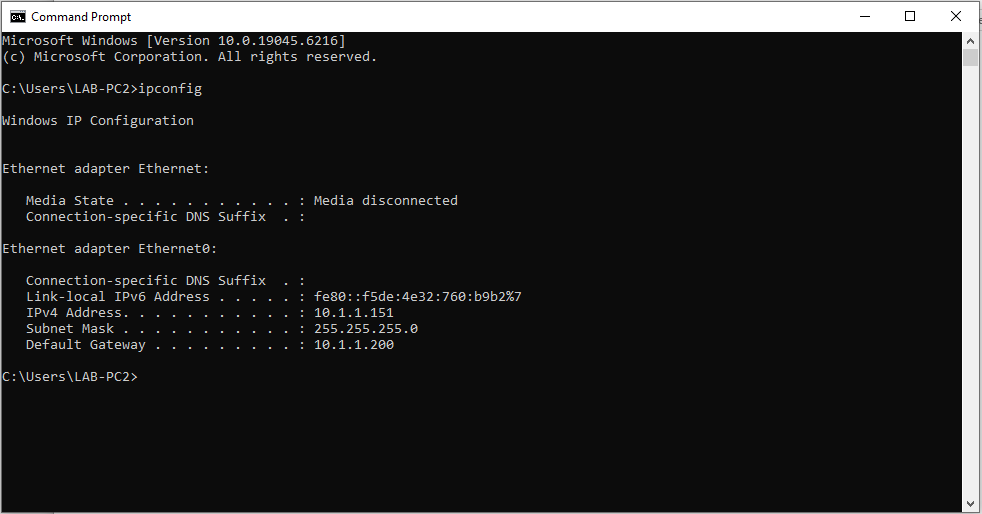 Command Prompt
Microsoft Windows [Version 10.0.19045.6216]
(c) Microsoft Corporation. All rights reserved.
C:\Users\LAB-PC2>ipconfig
Windows IP Configuration
Ethernet adapter Ethernet:
   Media State . . . . . . . . . . . : Media disconnected
   Connection-specific DNS Suffix  . :
Ethernet adapter Ethernet0:
   Connection-specific DNS Suffix  . :
   Link-local IPv6 Address . . . . . : fe80::f5de:4e32:760:b9b2%7
   IPv4 Address. . . . . . . . . . . : 10.1.1.151
   Subnet Mask . . . . . . . . . . . : 255.255.255.0
   Default Gateway . . . . . . . . . : 10.1.1.200
C:\Users\LAB-PC2>